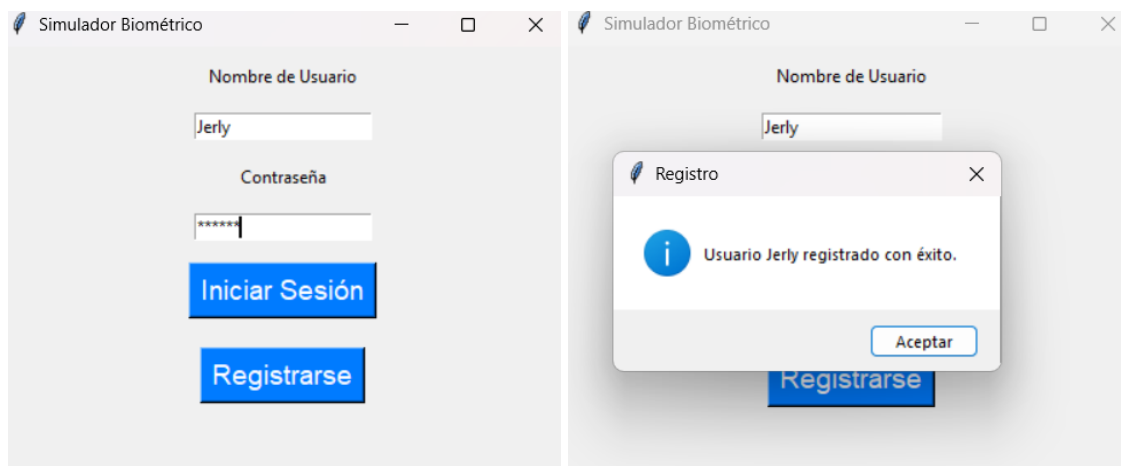 Simulador Biométrico
Nombre de Usuario
Jerly
Contraseña
******
Iniciar Sesión
Registrarse
Simulador Biométrico
Nombre de Usuario
Jerly
Registro
Usuario Jerly registrado con éxito.
Aceptar
Registrarse